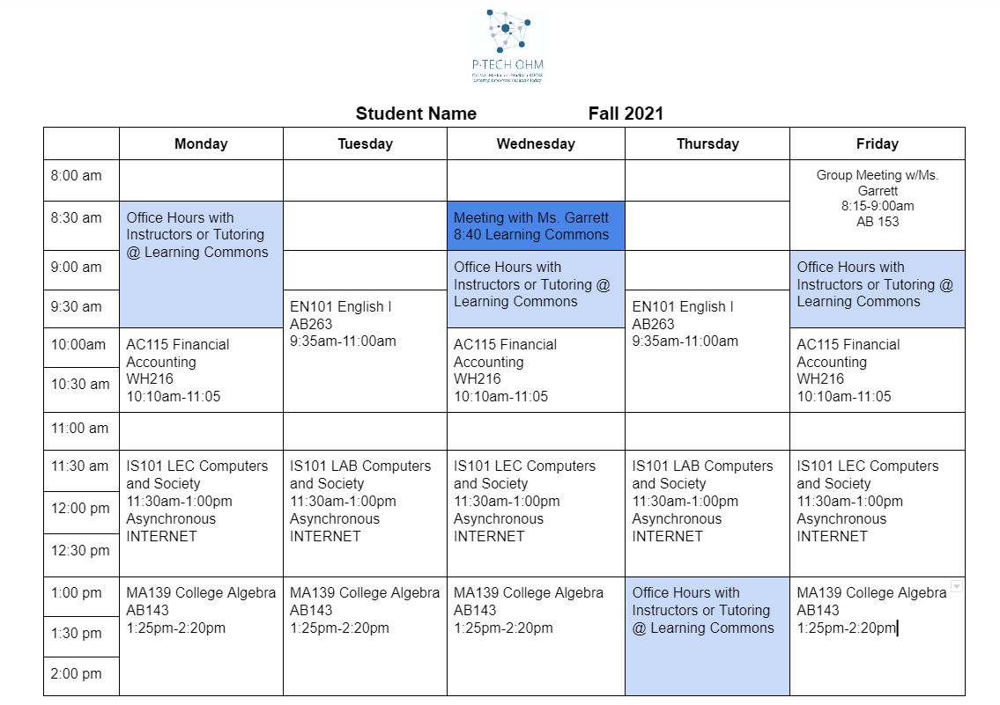 P-TECH OHM
Student Name Fall 2021
Monday Tuesday Wednesday Thursday Friday
8:00 am
Group Meeting w/Ms.
Garrett
8:15-9:00am
AB 153
8:30 am
Office Hours with
Instructors or Tutoring
@ Learning Commons
Meeting with Ms. Garrett
8:40 Learning Commons
9:00 am
Office Hours with
Instructors or Tutoring @
Learning Commons
Office Hours with
Instructors or Tutoring @
Learning Commons
9:30 am
EN101 English I
AB263
9:35am-11:00am
EN101 English I
AB263
9:35am-11:00am
10:00am
AC115 Financial
Accounting
WH216
10:10am-11:05
AC115 Financial
Accounting
WH216
10:10am-11:05
AC115 Financial
Accounting
WH216
10:10am-11:05
10:30 am
11:00 am
11:30 am
IS101 LEC Computers
and Society
11:30am-1:00pm
Asynchronous
INTERNET
IS101 LAB Computers
and Society
11:30am-1:00pm
Asynchronous
INTERNET
IS101 LEC Computers
and Society
11:30am-1:00pm
Asynchronous
INTERNET
IS101 LAB Computers
and Society
11:30am-1:00pm
Asynchronous
INTERNET
IS101 LEC Computers
and Society
11:30am-1:00pm
Asynchronous
INTERNET
12:00 pm
12:30 pm
1:00 pm
MA139 College Algebra
AB143
1:25pm-2:20pm
MA139 College Algebra
AB143
1:25pm-2:20pm
MA139 College Algebra
AB143
1:25pm-2:20pm
Office Hours with
Instructors or Tutoring
@ Learning Commons
MA139 College Algebra
AB143
1:25pm-2:20pm
1:30 pm
2:00 pm